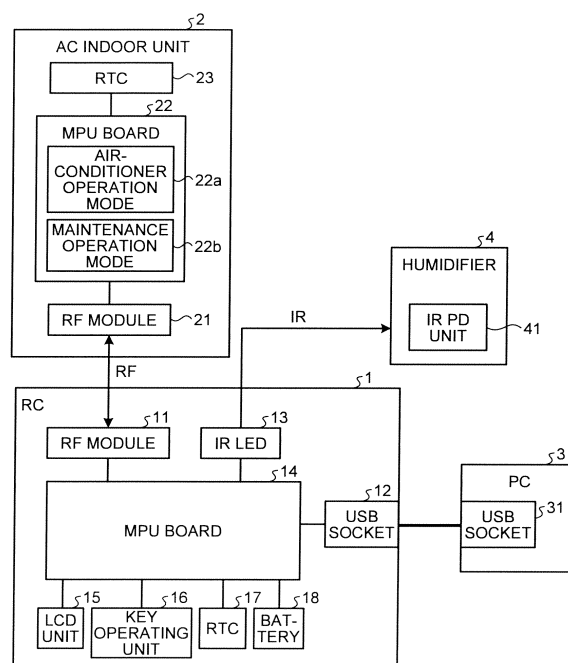 2
AC INDOOR UNIT
RTC
23
22
MPU BOARD
AIR-
CONDITIONER
OPERATION
MODE
22a
MAINTENANCE
OPERATION
MODE
22b
RF MODULE
21
RF
IR
4
HUMIDIFIER
IR PD
UNIT
41
1
RC
11
RF MODULE
13
IR LED
14
MPU BOARD
12
USB
SOCKET
3
PC
USB
SOCKET
31
15
LCD
UNIT
16
KEY
OPERATING
UNIT
17
RTC
18
BAT-
TERY